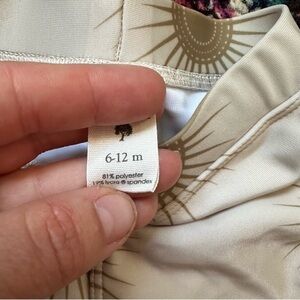 6-12 m
81% polyester
19% lycra® spandex